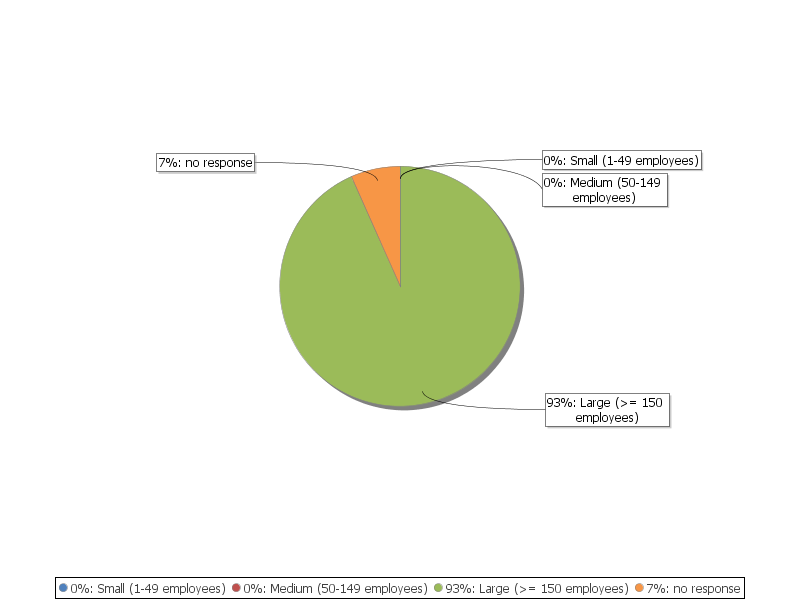 7%: no response
0%: Small (1-49 employees)
0%: Medium (50-149
employees)
93%: Large (>= 150
employees)
0%: Small (1-49 employees) 0%: Medium (50-149 employees) 93%: Large (>= 150 employees) 7%: no response